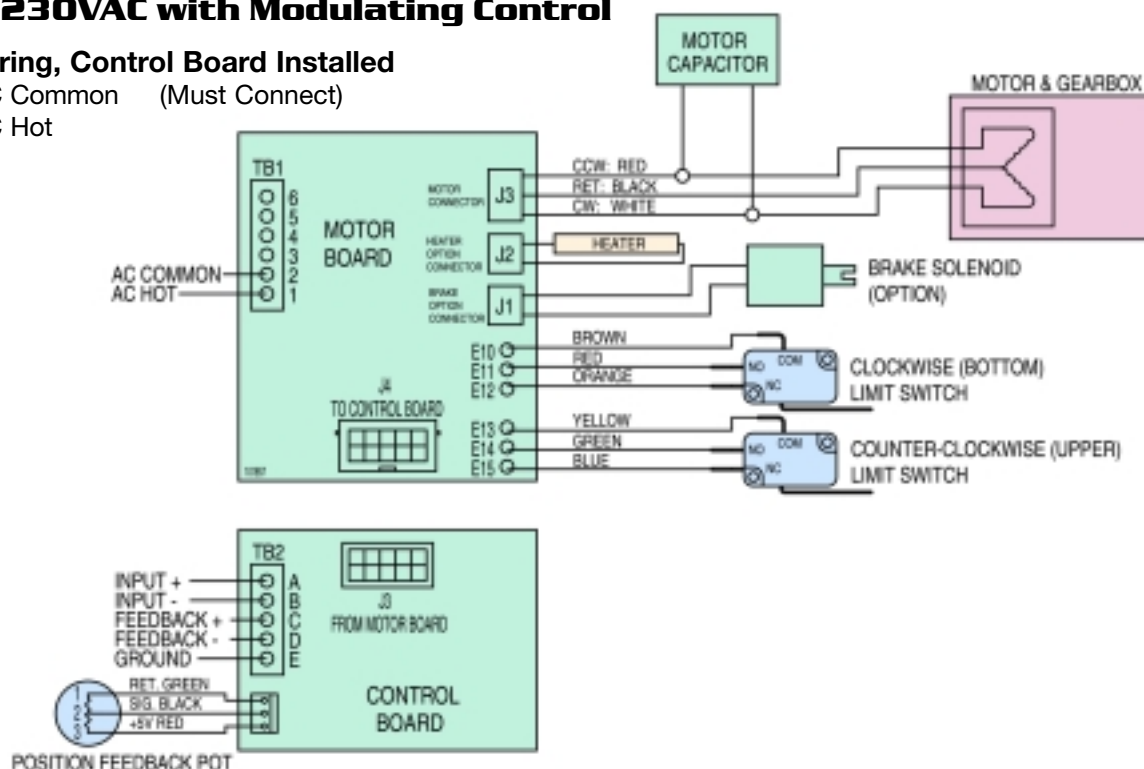 230VAC with Modulating Control
ring, Control Board Installed
C Common (Must Connect)
C Hot
MOTOR
CAPACITOR
MOTOR & GEARBOX
TB1
6
5
4
3
2
1
MOTOR
BOARD
AC COMMON
AC HOT
MOTOR
CONNECTOR
J3
CCW: RED
RET: BLACK
CW: WHITE
HEATER
OPTION
CONNECTOR
J2
HEATER
BRAKE
OPTION
CONNECTOR
J1
BRAKE SOLENOID
(OPTION)
E10
E11
E12
BROWN
RED
ORANGE
COM
NO
NC
CLOCKWISE (BOTTOM)
LIMIT SWITCH
J4
TO CONTROL BOARD
E13
E14
E15
YELLOW
GREEN
BLUE
COM
NO
NC
COUNTER-CLOCKWISE (UPPER)
LIMIT SWITCH
TB2
INPUT +
INPUT -
FEEDBACK +
FEEDBACK -
GROUND
A
B
C
D
E
J3
FROM MOTOR BOARD
RET. GREEN
SIG. BLACK
+5V RED
1
2
3
CONTROL
BOARD
POSITION FEEDBACK POT